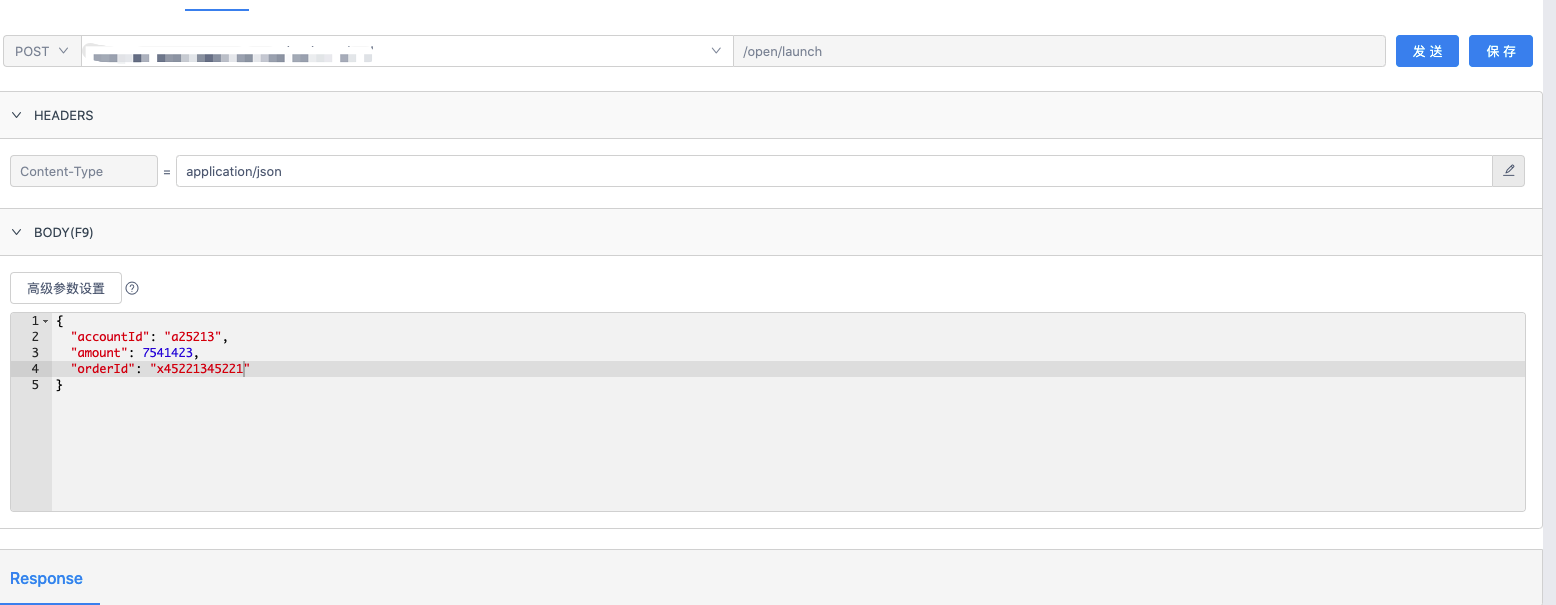 POST /open/launch 发 送 保 存
HEADERS
Content-Type = application/json
BODY(F9)
高级参数设置
1 {
2 "accountId": "a25213",
3 "amount": 7541423,
4 "orderId": "x45221345221"
5 }
Response